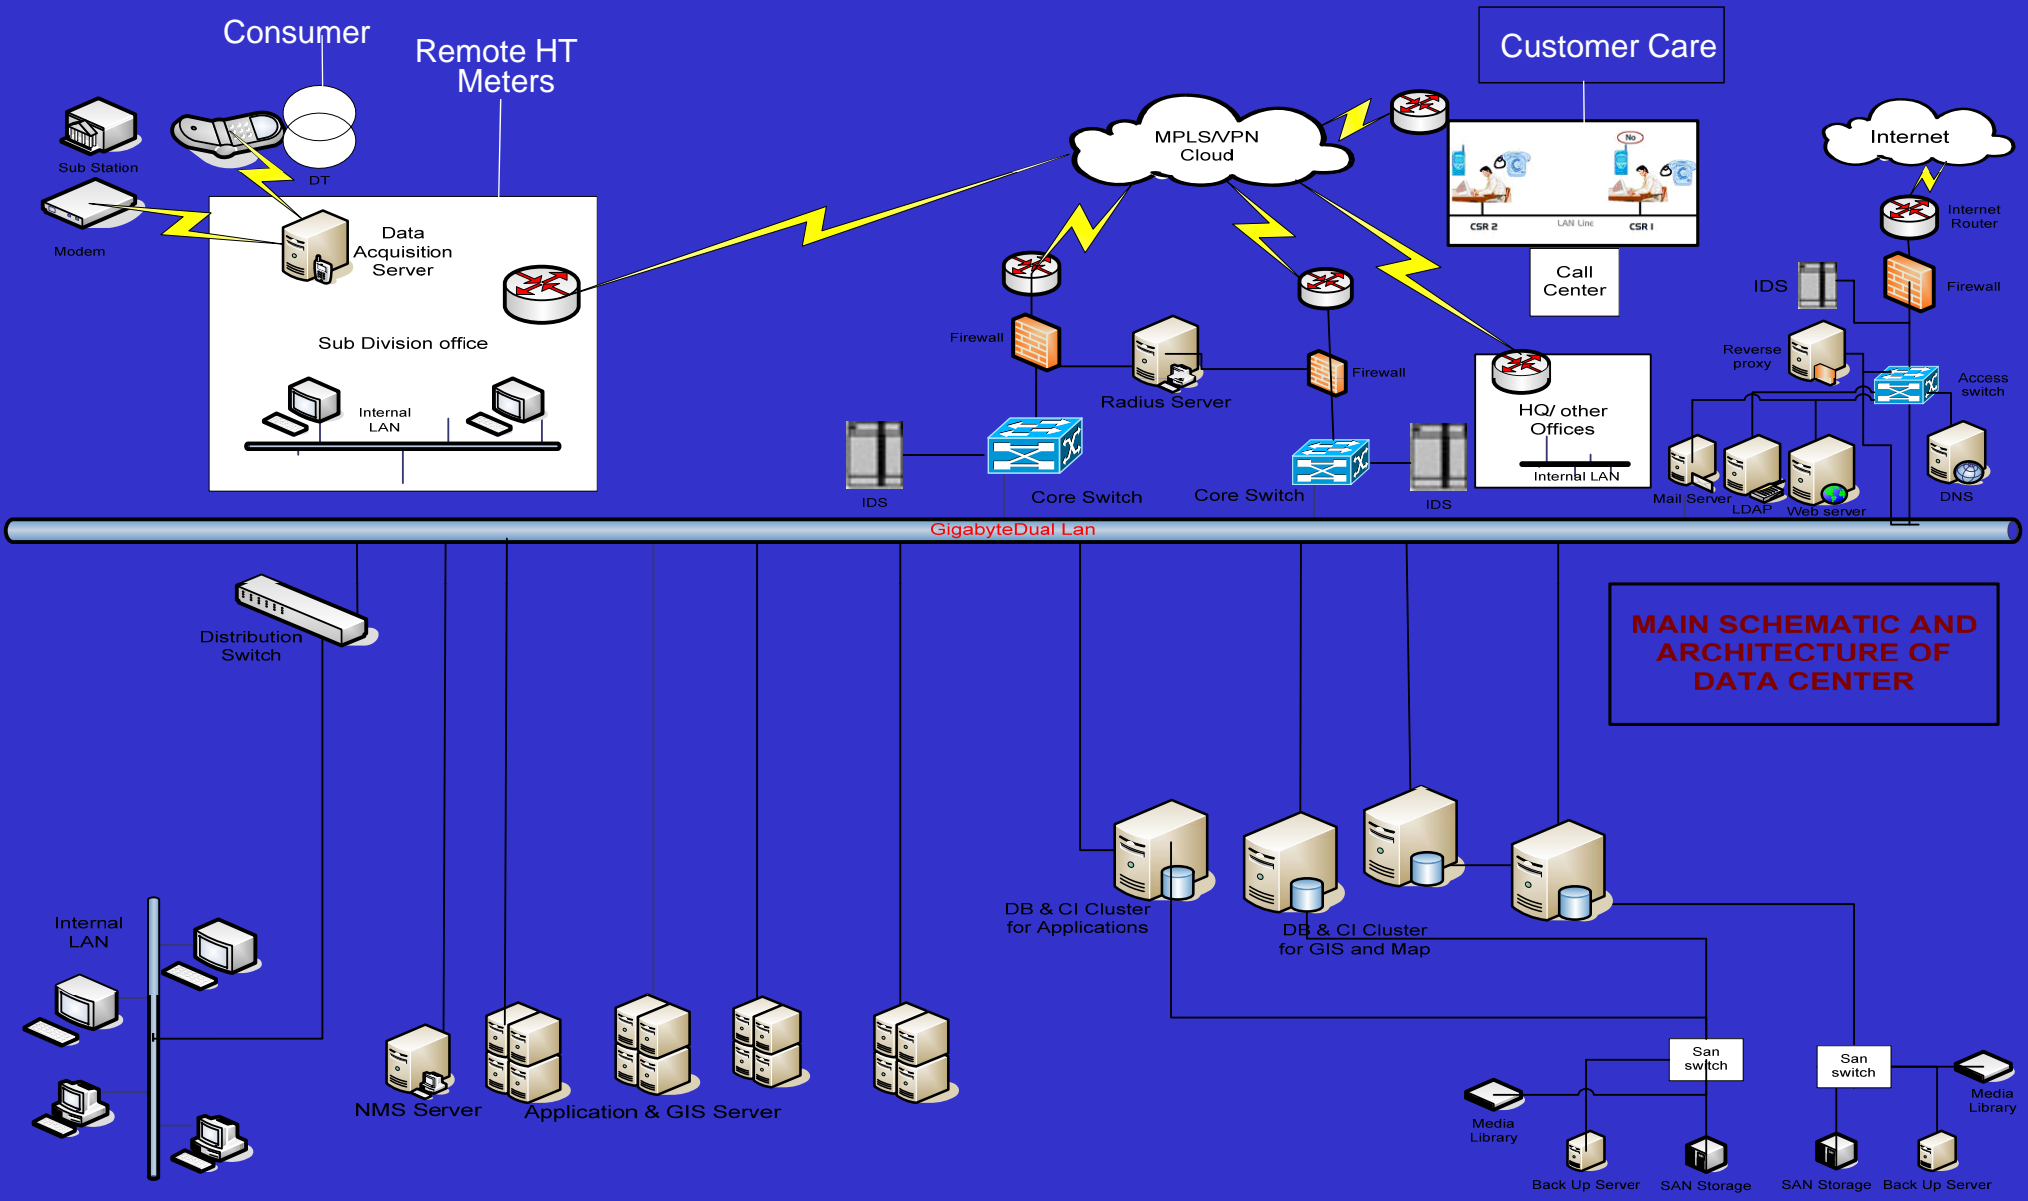 Consumer
Remote HT
Meters
Customer Care
Sub Station
DT
Modem
Data
Acquisition
Server
Sub Division office
Internal
LAN
MPLS/VPN
Cloud
No
CSR 2
LAN Line
CSR 1
Call
Center
Internet
Internet
Router
IDS
Firewall
Reverse
proxy
Access
switch
Firewall
Radius Server
Firewall
HQ/ other
Offices
Internal LAN
IDS
Core Switch
Core Switch
IDS
Mail Server
LDAP
Web server
DNS
GigabyteDual Lan
Distribution
Switch
MAIN SCHEMATIC AND
ARCHITECTURE OF
DATA CENTER
Internal
LAN
DB & CI Cluster
for Applications
DB & CI Cluster
for GIS and Map
NMS Server
Application & GIS Server
San
switch
San
switch
Media
Library
Media
Library
Back Up Server
SAN Storage
SAN Storage
Back Up Server